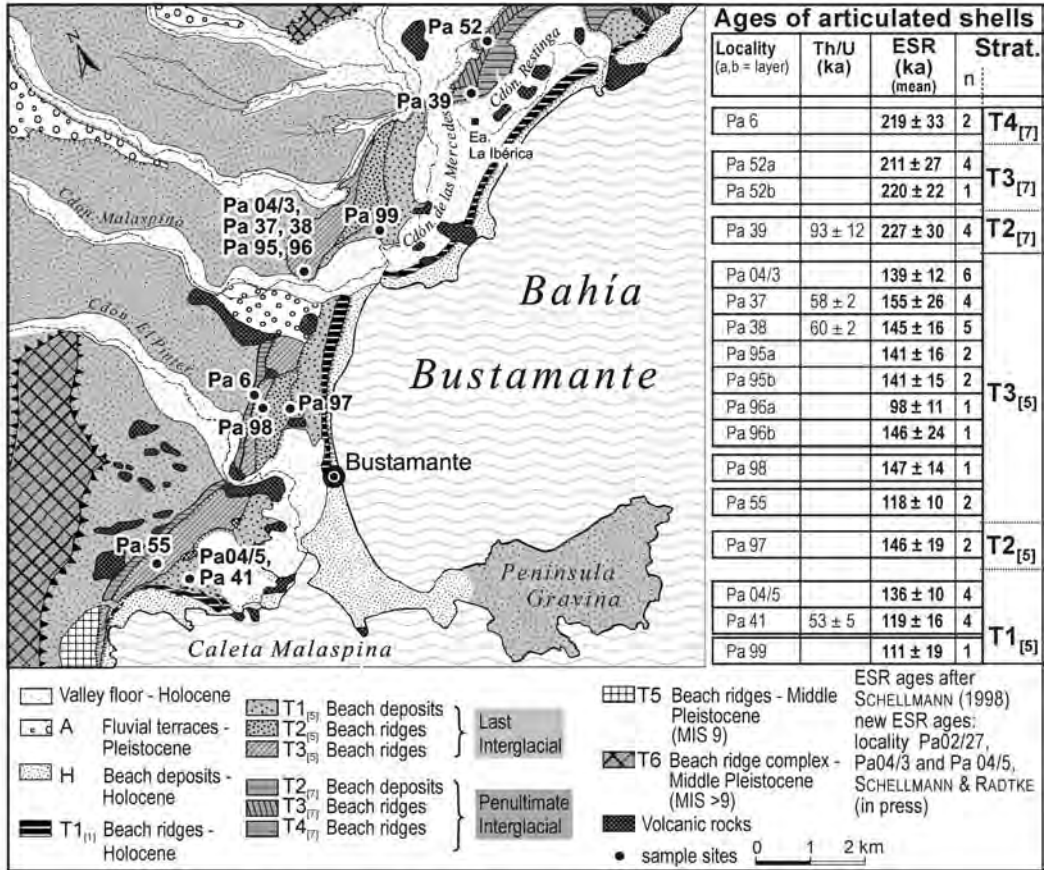 N
Pa 52
Cdón. Restinga
Pa 39
Ea.
La Ibérica
Cdón. de las Mercedes
Cdón. Malaspina
Pa 04/3,
Pa 37, 38
Pa 95, 96
Pa 99
Bahía
Bustamante
Cdón. El Pinter
Pa 6
Pa 97
Pa 98
Bustamante
Pa 55
Pa04/5,
Pa 41
Península
Gravina
Caleta Malaspina
Ages of articulated shells
Locality (a,b = layer) Th/U (ka) ESR (ka) (mean) n Strat.
Pa 6 219 ± 33 2 T4[7]
Pa 52a 211 ± 27 4 T3[7]
Pa 52b 220 ± 22 1
Pa 39 93 ± 12 227 ± 30 4 T2[7]
Pa 04/3 139 ± 12 6
Pa 37 58 ± 2 155 ± 26 4
Pa 38 60 ± 2 145 ± 16 5
Pa 95a 141 ± 16 2
Pa 95b 141 ± 15 2 T3[5]
Pa 96a 98 ± 11 1
Pa 96b 146 ± 24 1
Pa 98 147 ± 14 1
Pa 55 118 ± 10 2
Pa 97 146 ± 19 2 T2[5]
Pa 04/5 136 ± 10 4
Pa 41 53 ± 5 119 ± 16 4 T1[5]
Pa 99 111 ± 19 1
Valley floor - Holocene
A Fluvial terraces -
Pleistocene
H Beach deposits -
Holocene
T1[1] Beach ridges -
Holocene
T1[5] Beach deposits
T2[5] Beach ridges
T3[5] Beach ridges
Last
Interglacial
T2[7] Beach deposits
T3[7] Beach ridges
T4[7] Beach ridges
Penultimate
Interglacial
T5 Beach ridges - Middle
Pleistocene
(MIS 9)
T6 Beach ridge complex -
Middle Pleistocene
(MIS >9)
Volcanic rocks
sample sites
0 1 2 km
ESR ages after
SCHELLMANN (1998)
new ESR ages:
locality Pa02/27,
Pa04/3 and Pa 04/5,
SCHELLMANN & RADTKE
(in press)